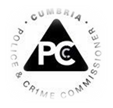 • CUMBRIA •
PCC
POLICE & CRIME COMMISSIONER